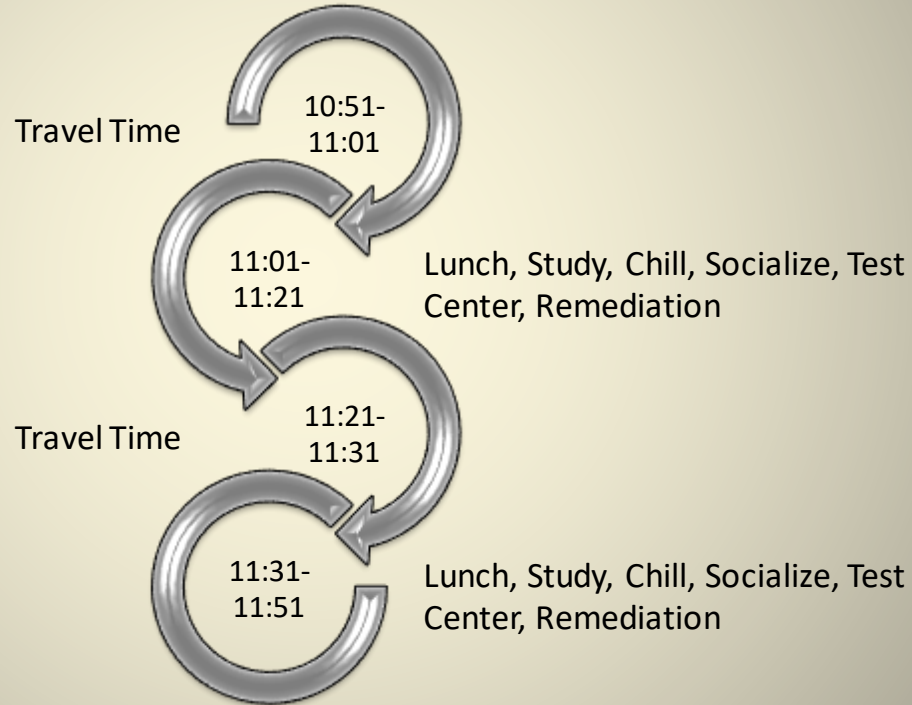 Travel Time
10:51-
11:01
11:01-
11:21
Lunch, Study, Chill, Socialize, Test
Center, Remediation
Travel Time
11:21-
11:31
11:31-
11:51
Lunch, Study, Chill, Socialize, Test
Center, Remediation